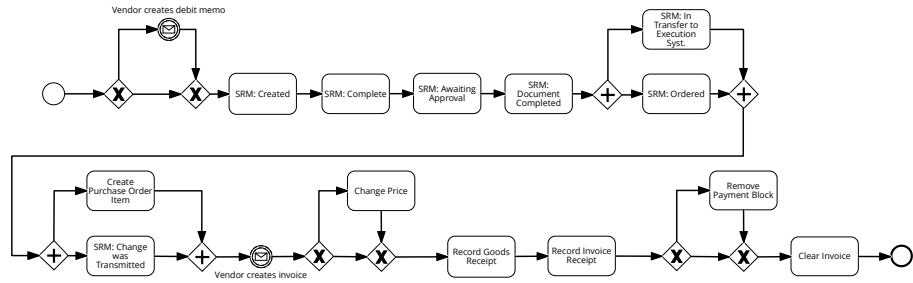 Vendor creates debit memo
SRM: In
Transfer to
Execution
Syst.
SRM: Created
SRM: Complete
SRM: Awaiting
Approval
SRM:
Document
Completed
SRM: Ordered
Create
Purchase Order
Item
Change Price
Remove
Payment Block
SRM: Change
was
Transmitted
Vendor creates invoice
Record Goods
Receipt
Record Invoice
Receipt
Clear Invoice